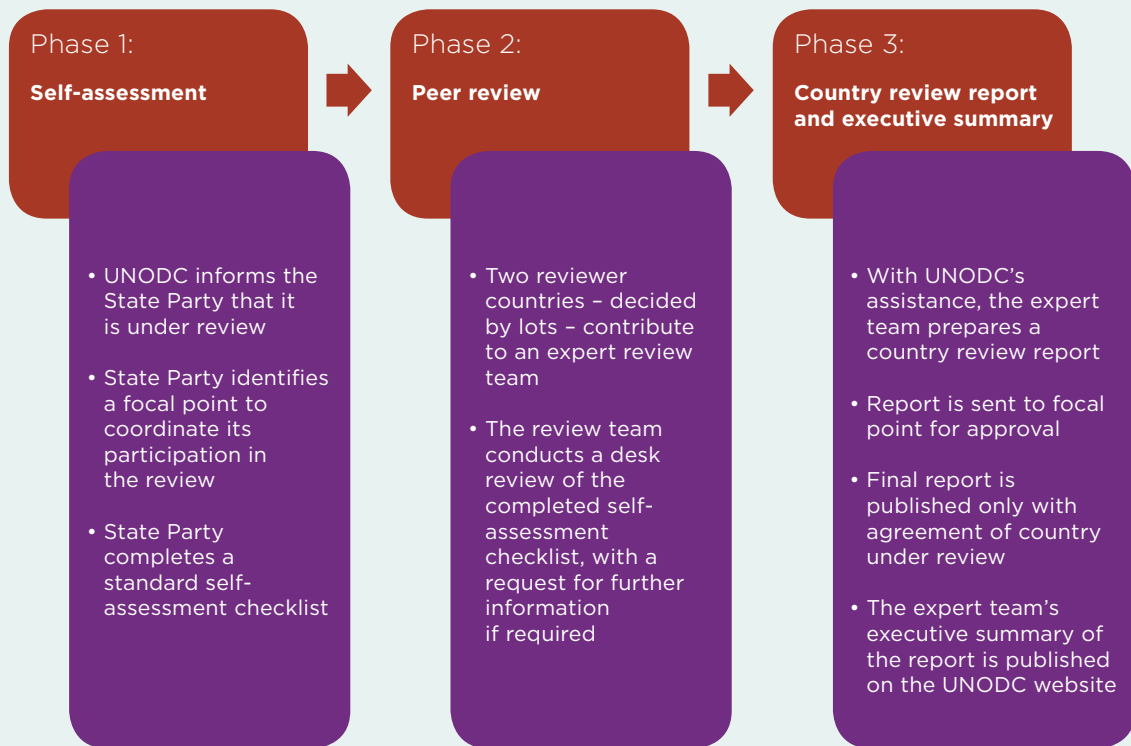 Phase 1:
Self-assessment
• UNODC informs the
State Party that it
is under review
• State Party identifies
a focal point to
coordinate its
participation in
the review
• State Party
completes a
standard self-
assessment checklist
Phase 2:
Peer review
• Two reviewer
countries – decided
by lots – contribute
to an expert review
team
• The review team
conducts a desk
review of the
completed self-
assessment
checklist, with a
request for further
information
if required
Phase 3:
Country review report
and executive summary
• With UNODC’s
assistance, the expert
team prepares a
country review report
• Report is sent to focal
point for approval
• Final report is
published only with
agreement of country
under review
• The expert team’s
executive summary of
the report is published
on the UNODC website